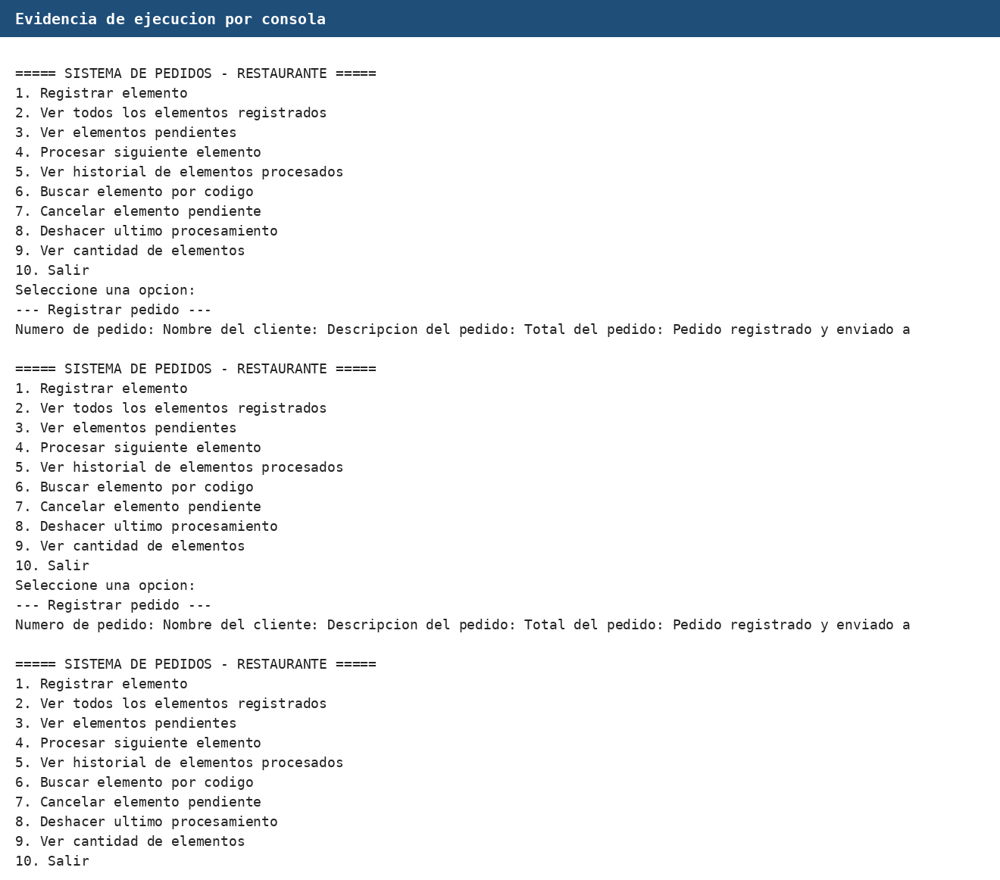 Evidencia de ejecucion por consola
===== SISTEMA DE PEDIDOS - RESTAURANTE =====
1. Registrar elemento
2. Ver todos los elementos registrados
3. Ver elementos pendientes
4. Procesar siguiente elemento
5. Ver historial de elementos procesados
6. Buscar elemento por codigo
7. Cancelar elemento pendiente
8. Deshacer ultimo procesamiento
9. Ver cantidad de elementos
10. Salir
Seleccione una opcion:
--- Registrar pedido ---
Numero de pedido: Nombre del cliente: Descripcion del pedido: Total del pedido: Pedido registrado y enviado a
===== SISTEMA DE PEDIDOS - RESTAURANTE =====
1. Registrar elemento
2. Ver todos los elementos registrados
3. Ver elementos pendientes
4. Procesar siguiente elemento
5. Ver historial de elementos procesados
6. Buscar elemento por codigo
7. Cancelar elemento pendiente
8. Deshacer ultimo procesamiento
9. Ver cantidad de elementos
10. Salir
Seleccione una opcion:
--- Registrar pedido ---
Numero de pedido: Nombre del cliente: Descripcion del pedido: Total del pedido: Pedido registrado y enviado a
===== SISTEMA DE PEDIDOS - RESTAURANTE =====
1. Registrar elemento
2. Ver todos los elementos registrados
3. Ver elementos pendientes
4. Procesar siguiente elemento
5. Ver historial de elementos procesados
6. Buscar elemento por codigo
7. Cancelar elemento pendiente
8. Deshacer ultimo procesamiento
9. Ver cantidad de elementos
10. Salir